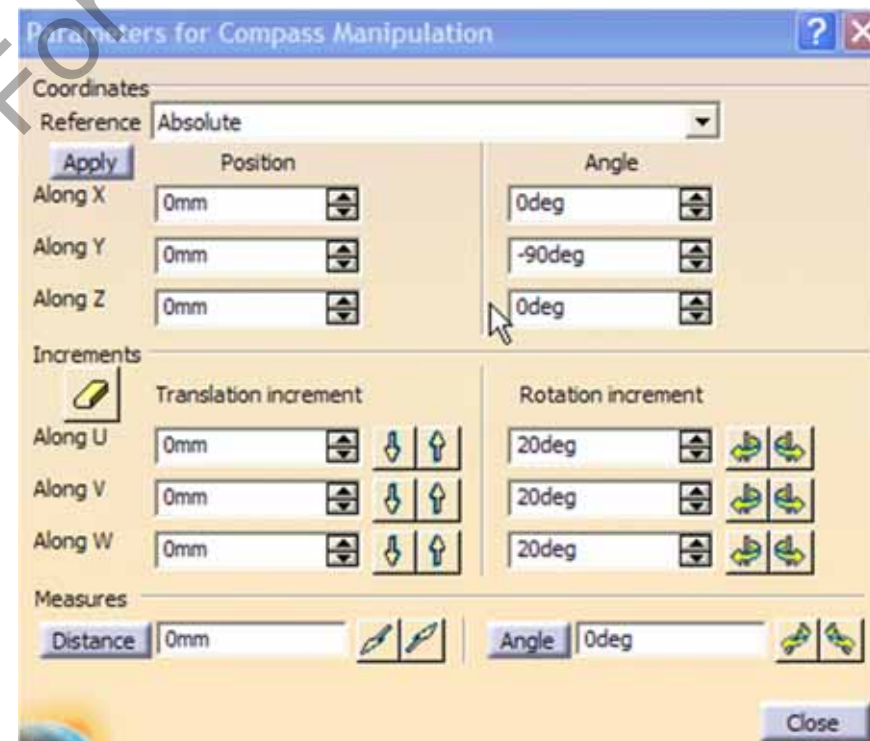 For
Parameters for Compass Manipulation
Coordinates
Reference Absolute
Apply Position Angle
Along X 0mm 0deg
Along Y 0mm -90deg
Along Z 0mm 0deg
Increments
Translation increment Rotation increment
Along U 0mm 20deg
Along V 0mm 20deg
Along W 0mm 20deg
Measures
Distance 0mm Angle 0deg
Close